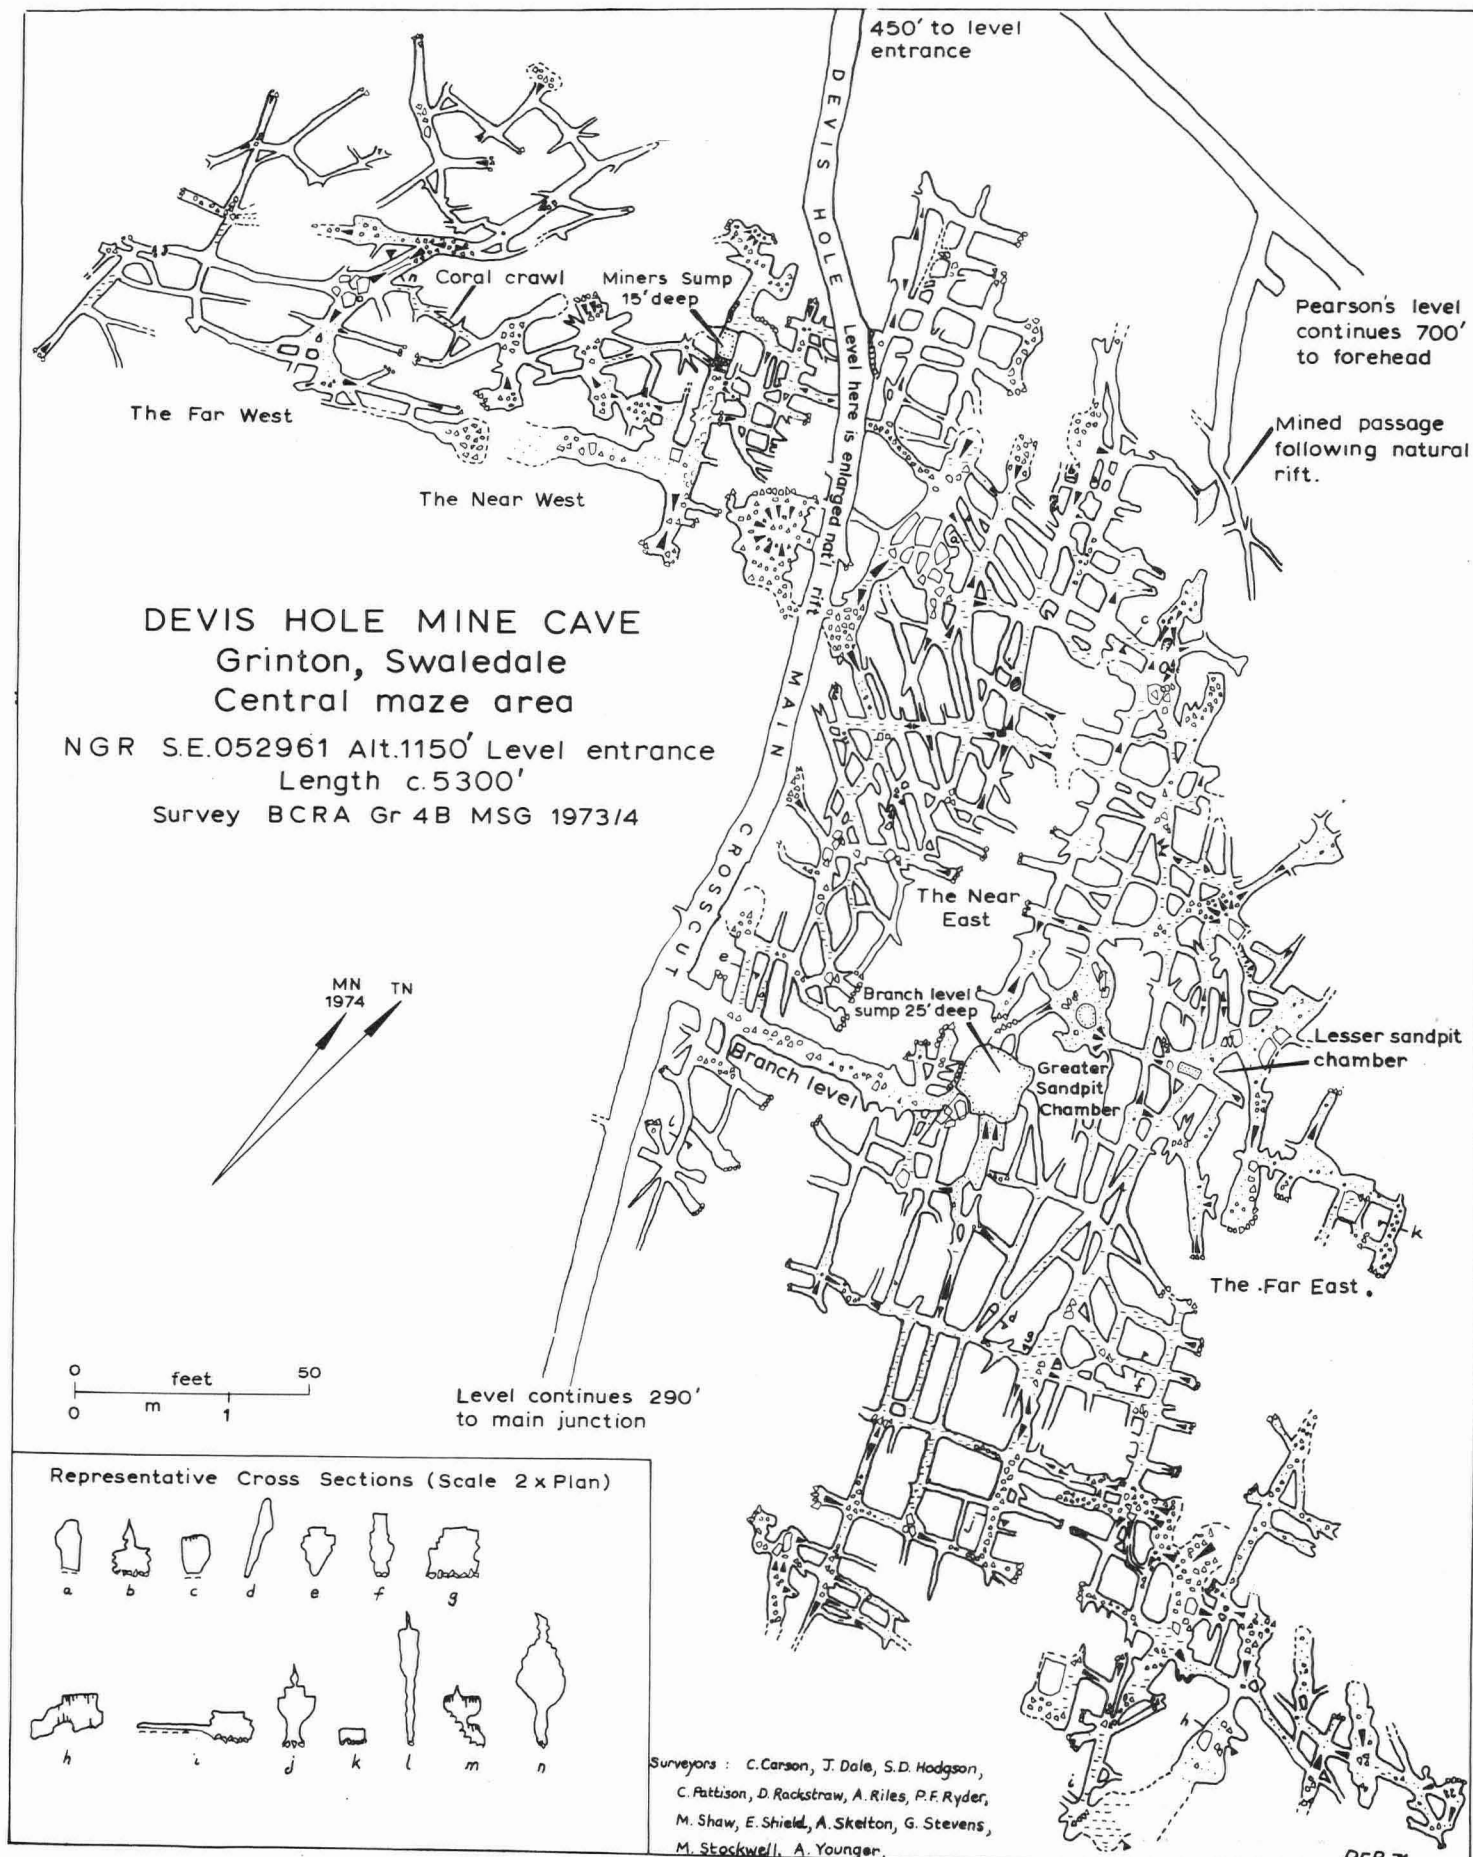 450' to level
entrance
DEVIS HOLE
Level here is enlarged nat
rift
MAIN
CROSSCUT
Coral crawl
Miners Sump
15' deep
Pearson's level
continues 700'
to forehead
Mined passage
following natural
rift.
The Far West
The Near West
DEVIS HOLE MINE CAVE
Grinton, Swaledale
Central maze area
NGR S.E.052961 Alt.1150' Level entrance
Length c.5300'
Survey BCRA Gr 4B MSG 1973/4
The Near
East
MN
1974
TN
Branch level
sump 25' deep
Lesser sandpit
chamber
Greater
Sandpit
Chamber
Branch level
The .Far East .
n
c
e
k
d
g
f
j
h
i
0 feet 50
0 m 1
Level continues 290'
to main junction
Representative Cross Sections (Scale 2 x Plan)
a b c d e f g
h i j k l m n
Surveyors : C.Carson, J. Dale, S.D. Hodgson,
C. Pattison, D. Rackstraw, A. Riles, P.F. Ryder,
M. Shaw, E. Shield, A. Skelton, G. Stevens,
M. Stockwell, A. Younger.